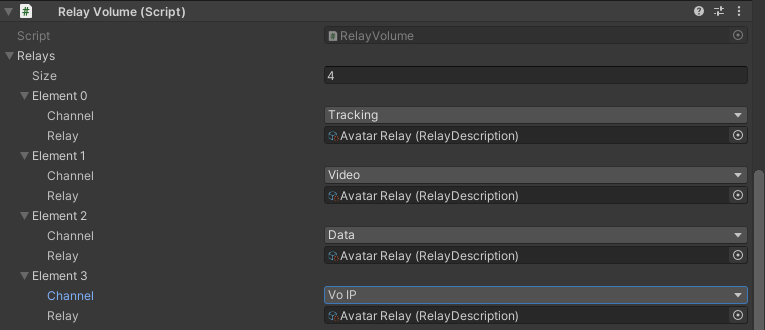 Relay Volume (Script)
Script RelayVolume
Relays
Size 4
Element 0
Channel Tracking
Relay Avatar Relay (RelayDescription)
Element 1
Channel Video
Relay Avatar Relay (RelayDescription)
Element 2
Channel Data
Relay Avatar Relay (RelayDescription)
Element 3
Channel Vo IP
Relay Avatar Relay (RelayDescription)